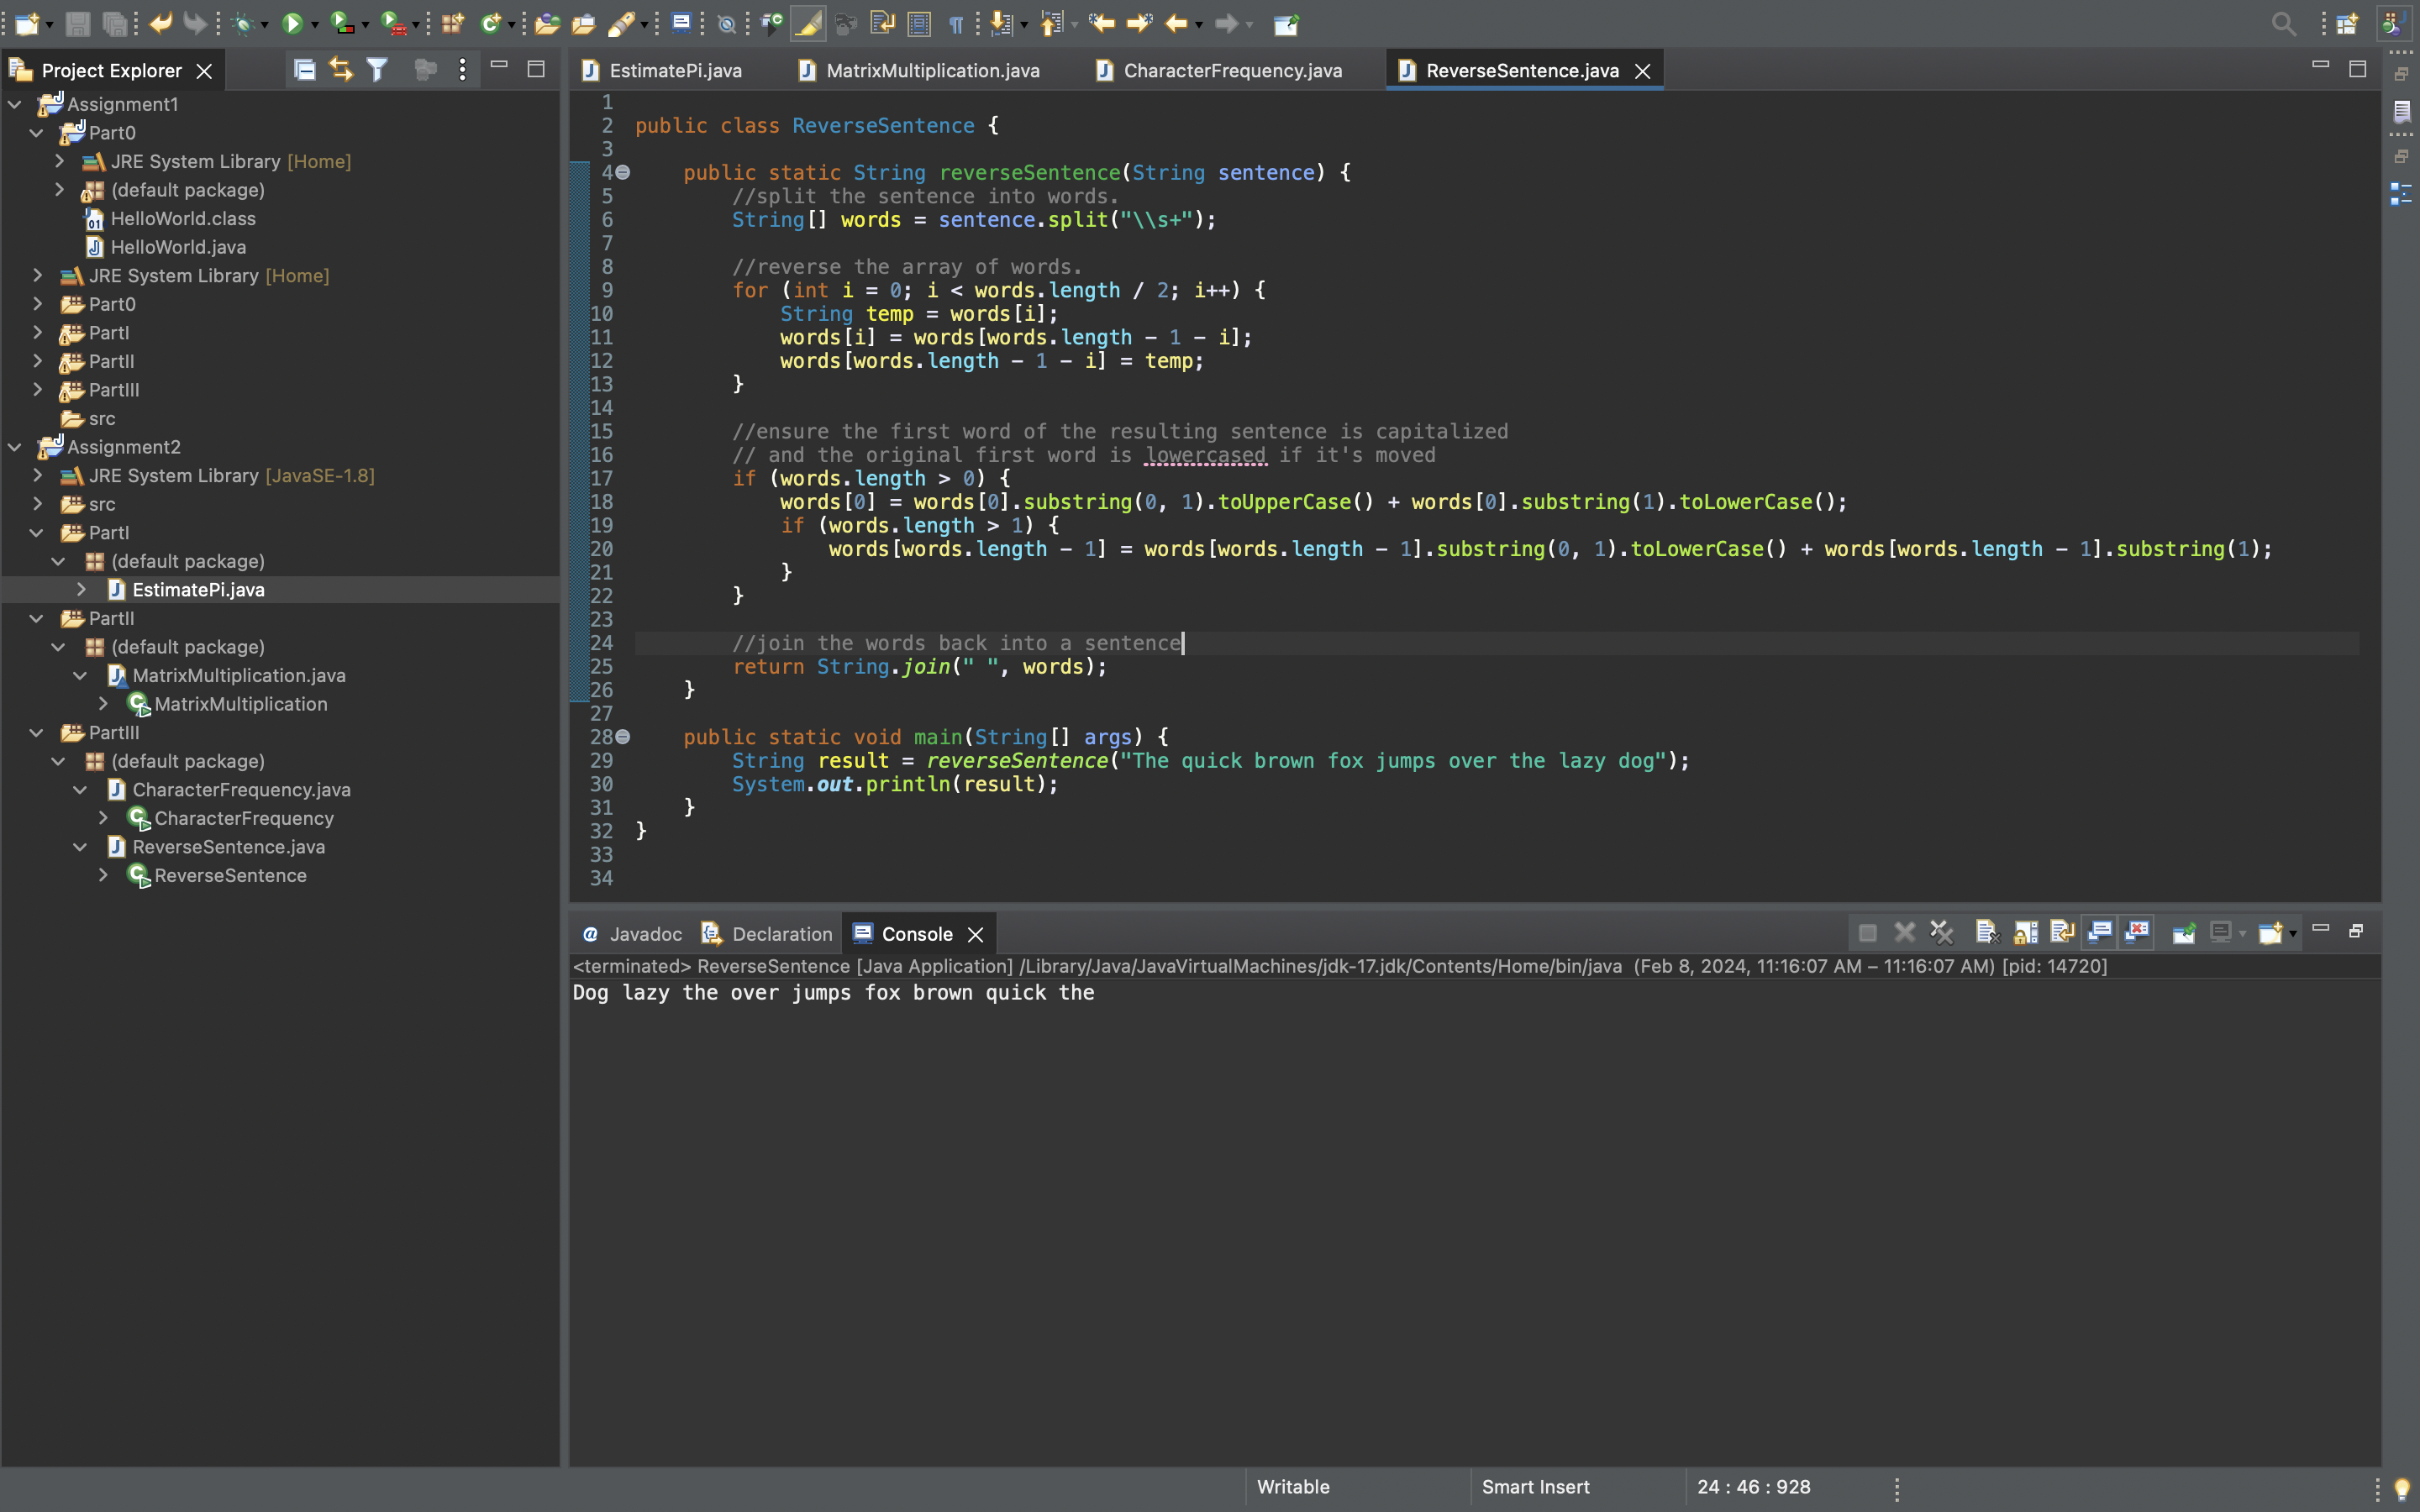 Project Explorer
Assignment1
Part0
JRE System Library [Home]
(default package)
HelloWorld.class
HelloWorld.java
JRE System Library [Home]
Part0
PartI
PartII
PartIII
src
Assignment2
JRE System Library [JavaSE-1.8]
src
PartI
(default package)
EstimatePi.java
PartII
(default package)
MatrixMultiplication.java
MatrixMultiplication
PartIII
(default package)
CharacterFrequency.java
CharacterFrequency
ReverseSentence.java
ReverseSentence
EstimatePi.java MatrixMultiplication.java CharacterFrequency.java ReverseSentence.java
1
2 public class ReverseSentence {
3
4 public static String reverseSentence(String sentence) {
5 //split the sentence into words.
6 String[] words = sentence.split("\\s+");
7
8 //reverse the array of words.
9 for (int i = 0; i < words.length / 2; i++) {
10 String temp = words[i];
11 words[i] = words[words.length - 1 - i];
12 words[words.length - 1 - i] = temp;
13 }
14
15 //ensure the first word of the resulting sentence is capitalized
16 // and the original first word is lowercased if it's moved
17 if (words.length > 0) {
18 words[0] = words[0].substring(0, 1).toUpperCase() + words[0].substring(1).toLowerCase();
19 if (words.length > 1) {
20 words[words.length - 1] = words[words.length - 1].substring(0, 1).toLowerCase() + words[words.length - 1].substring(1);
21 }
22 }
23
24 //join the words back into a sentence
25 return String.join(" ", words);
26 }
27
28 public static void main(String[] args) {
29 String result = reverseSentence("The quick brown fox jumps over the lazy dog");
30 System.out.println(result);
31 }
32 }
33
34
@ Javadoc Declaration Console
<terminated> ReverseSentence [Java Application] /Library/Java/JavaVirtualMachines/jdk-17.jdk/Contents/Home/bin/java (Feb 8, 2024, 11:16:07 AM – 11:16:07 AM) [pid: 14720]
Dog lazy the over jumps fox brown quick the
Writable Smart Insert 24 : 46 : 928